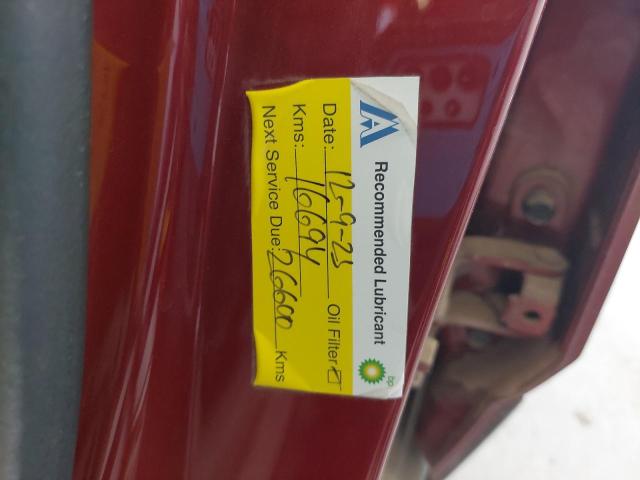 Recommended Lubricant
bp
Date: 12-9-23 Oil Filter
Kms: 16694
Next Service Due: 26600 Kms